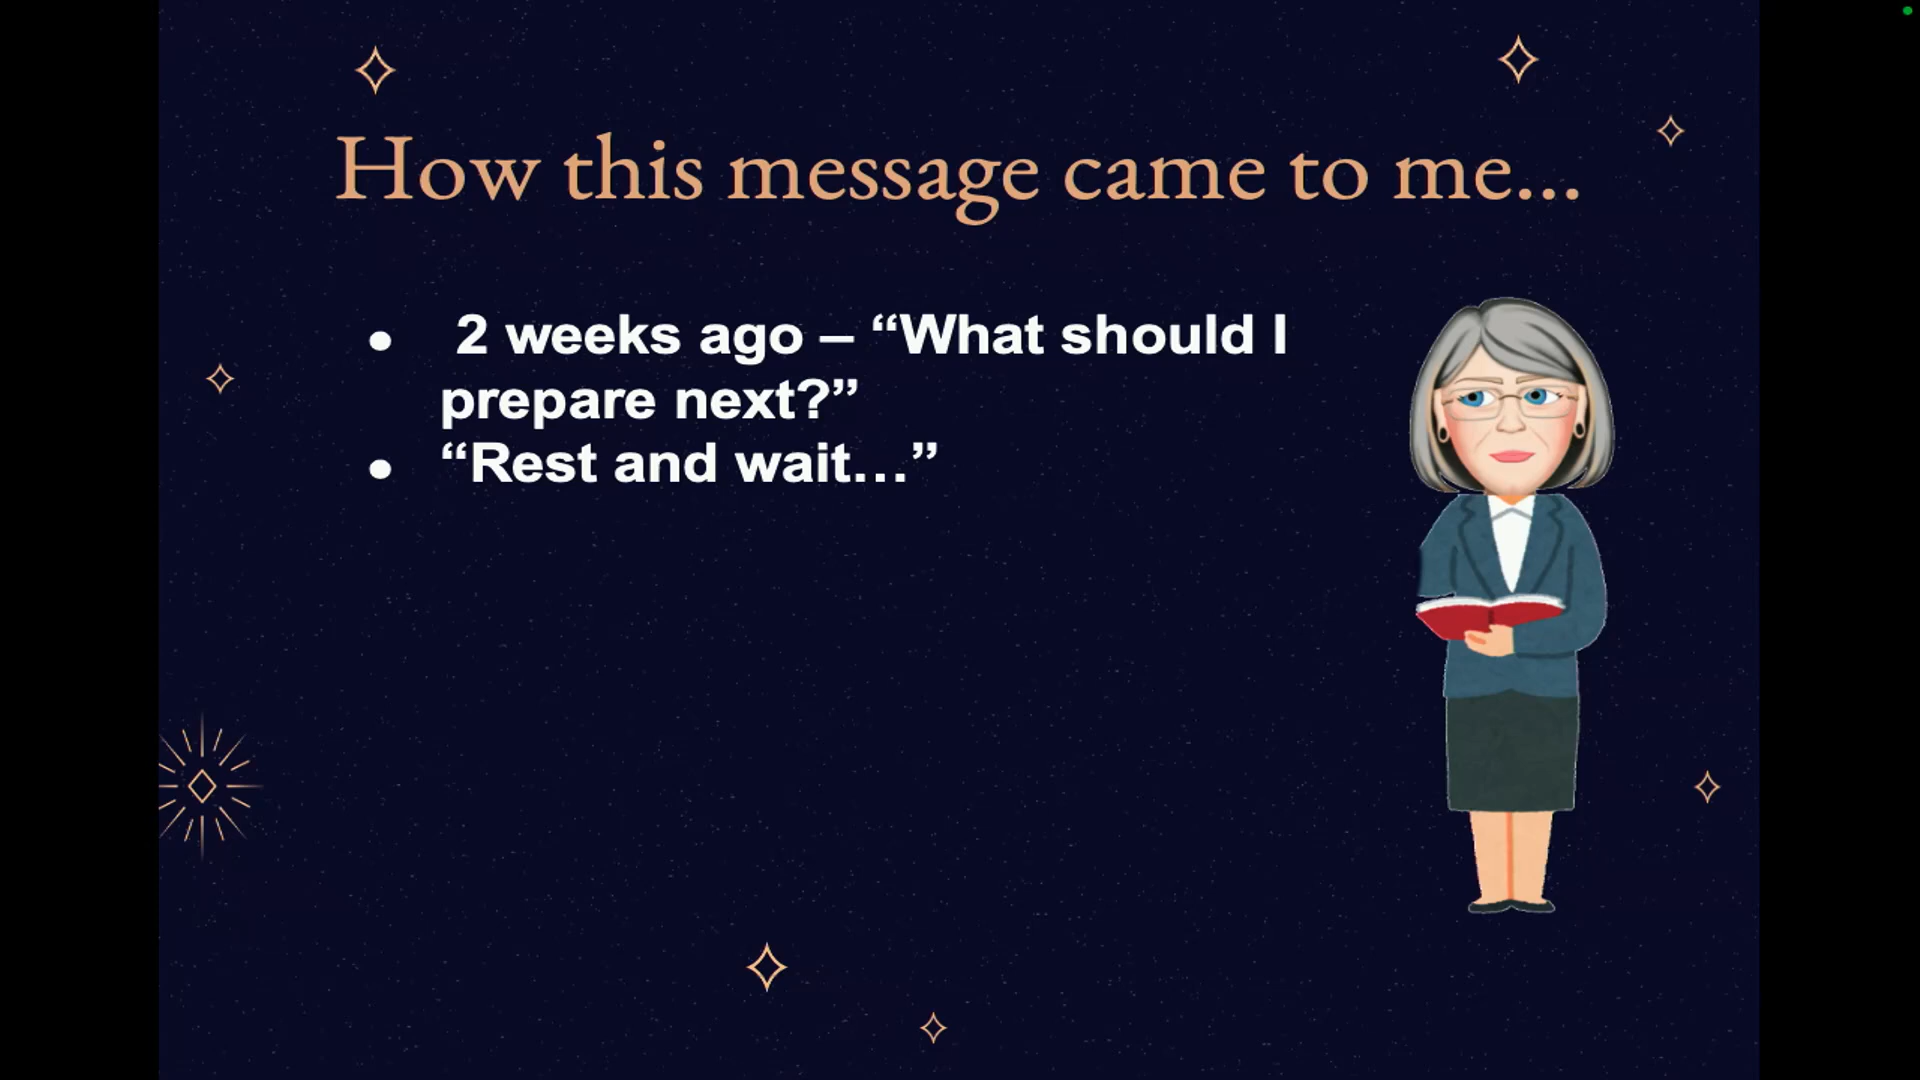 How this message came to me...
• 2 weeks ago – “What should I
prepare next?”
• “Rest and wait…”